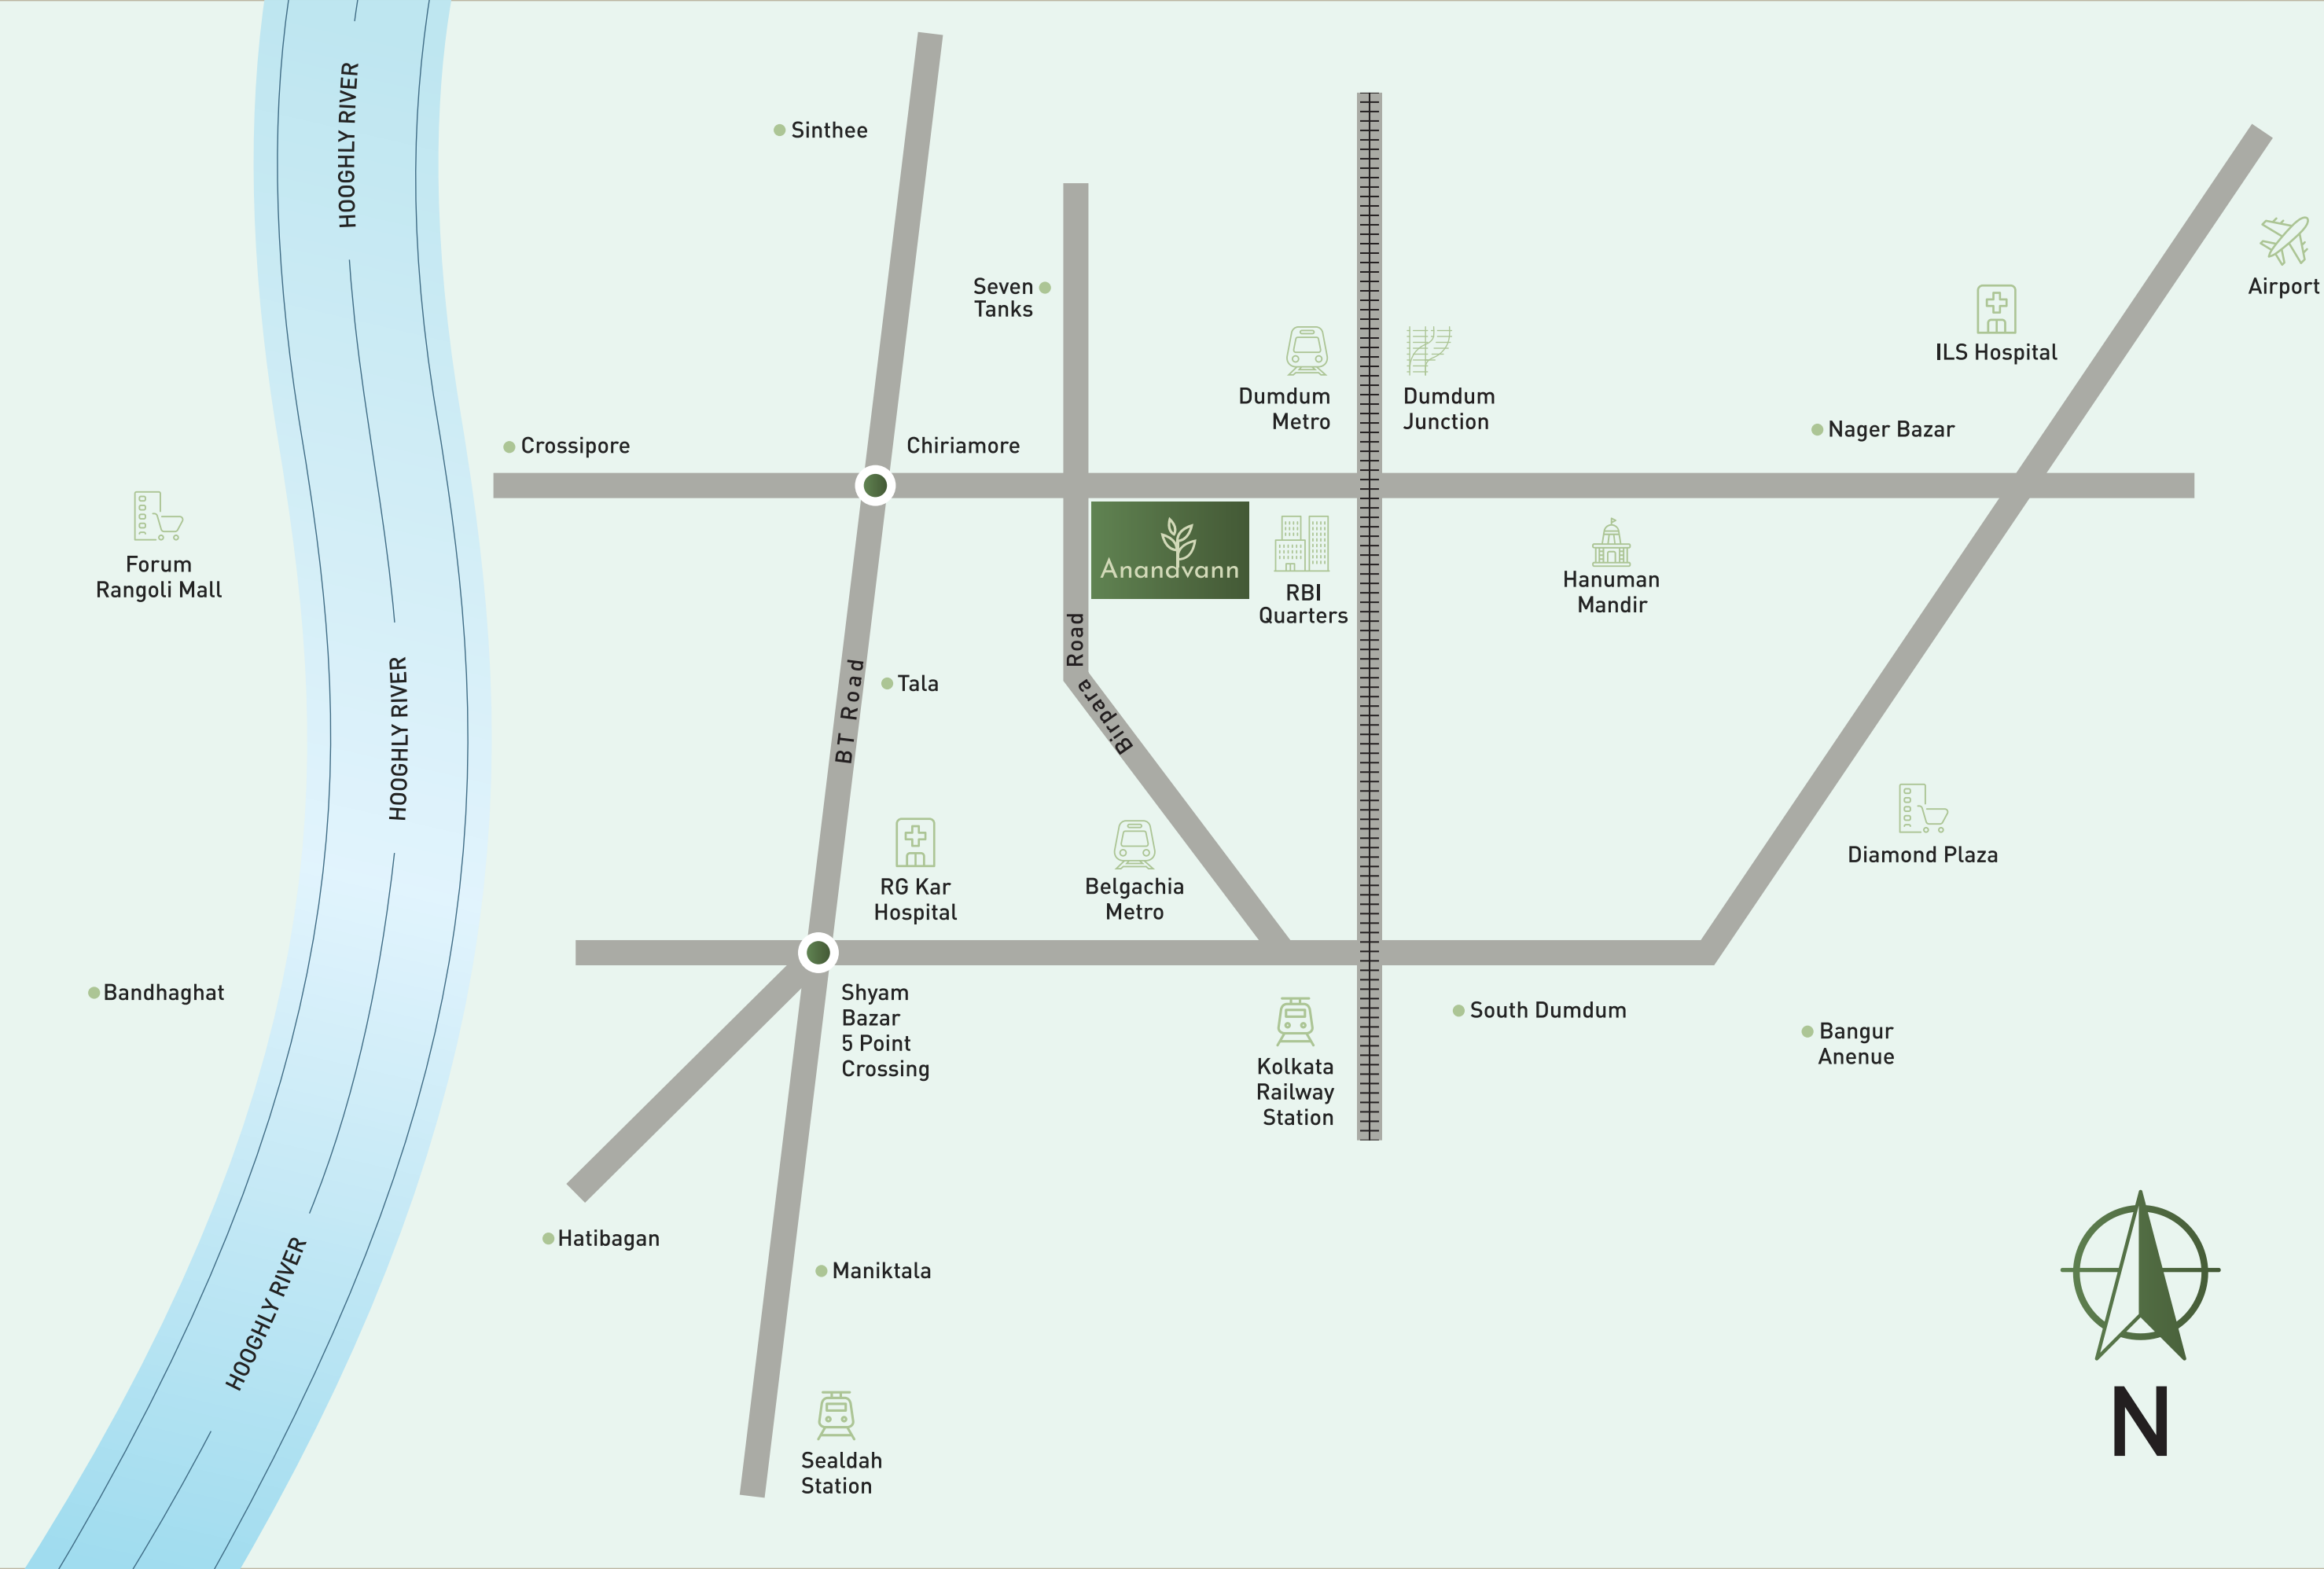 HOOGHLY RIVER
Sinthee
Seven
Tanks
Dumdum
Metro
Dumdum
Junction
Airport
ILS Hospital
Nager Bazar
Crossipore
Chiriamore
Forum
Rangoli Mall
Anandvann
RBI
Quarters
Hanuman
Mandir
HOOGHLY RIVER
BT Road
Tala
Birpara Road
RG Kar
Hospital
Belgachia
Metro
Diamond Plaza
Bandhaghat
Shyam
Bazar
5 Point
Crossing
Kolkata
Railway
Station
South Dumdum
Bangur
Anenue
Hatibagan
Maniktala
HOOGHLY RIVER
Sealdah
Station
N